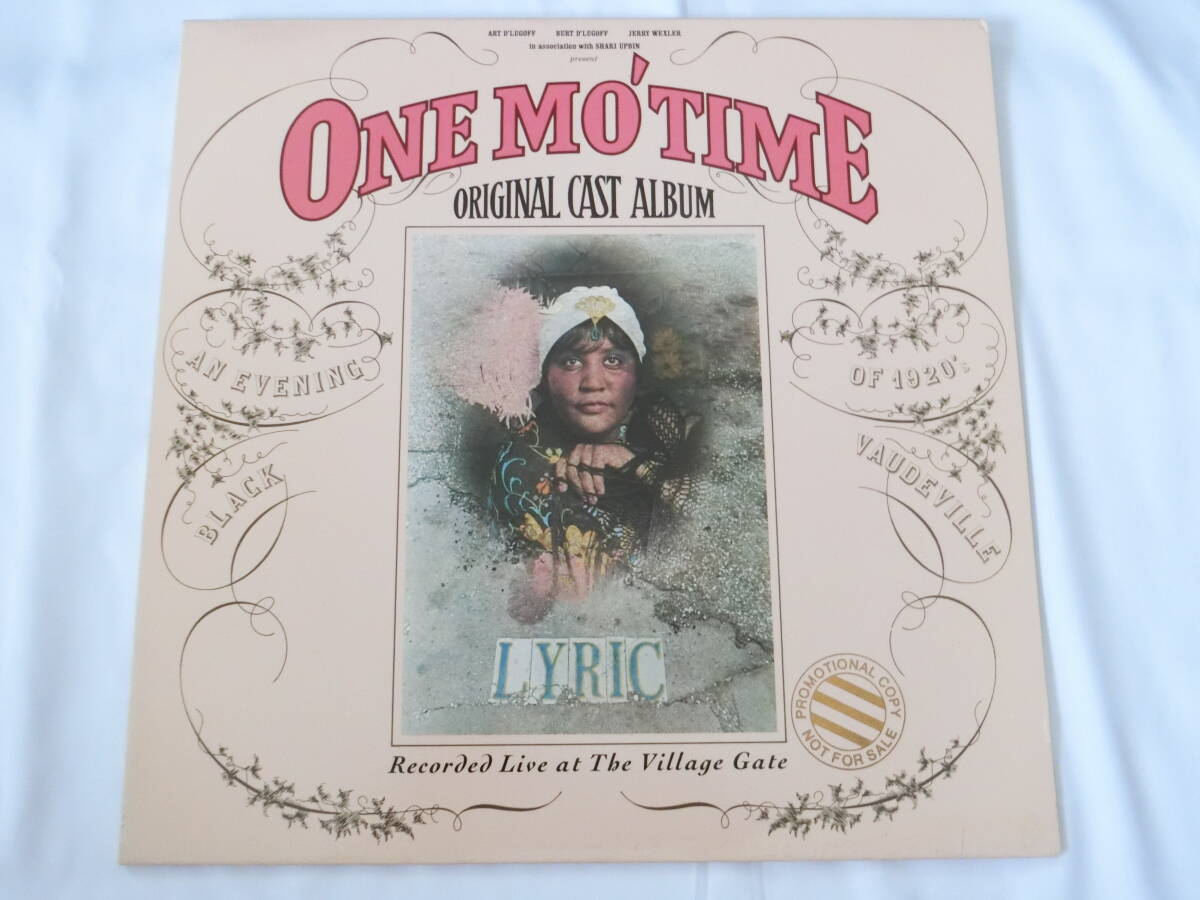 ART D'LUGOFF BURT D'LUGOFF JERRY WEXLER
in association with SHARI UPBIN
present
ONE MO' TIME
ORIGINAL CAST ALBUM
AN EVENING
OF 1920's
BLACK
VAUDEVILLE
LYRIC
PROMOTIONAL COPY
NOT FOR SALE
Recorded Live at The Village Gate